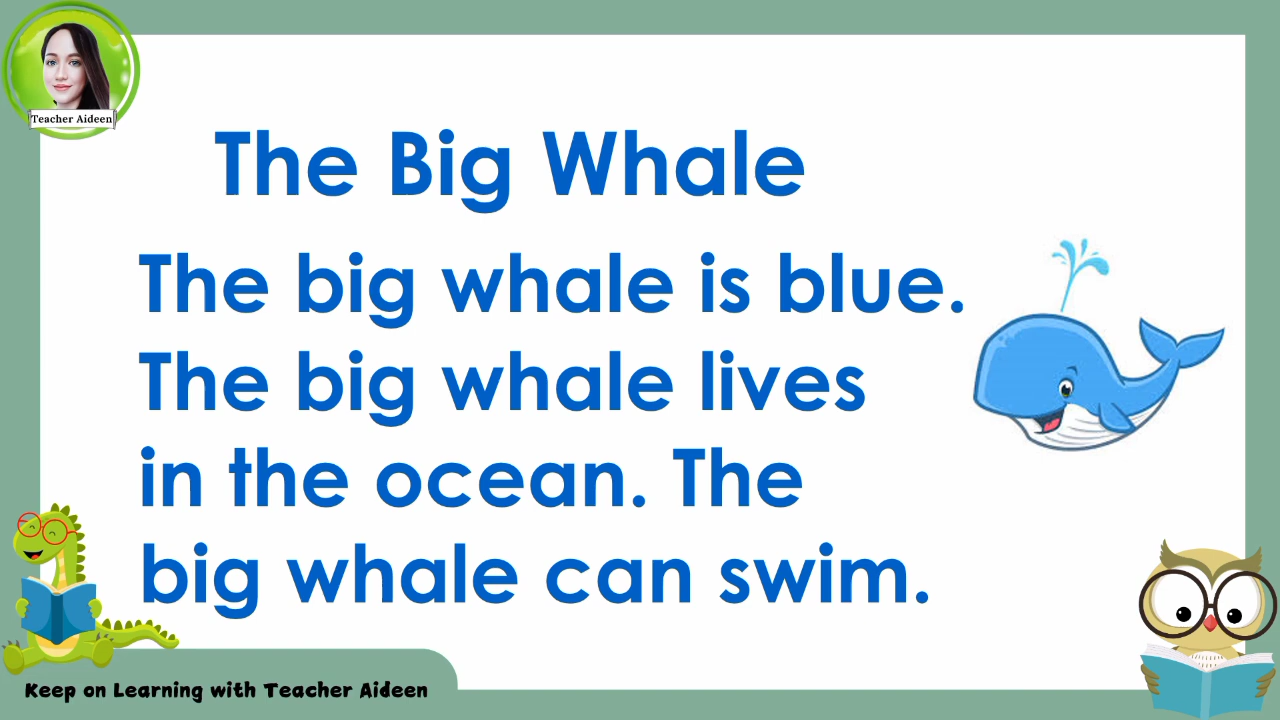 Teacher Aideen
The Big Whale
The big whale is blue.
The big whale lives
in the ocean. The
big whale can swim.
Keep on Learning with Teacher Aideen